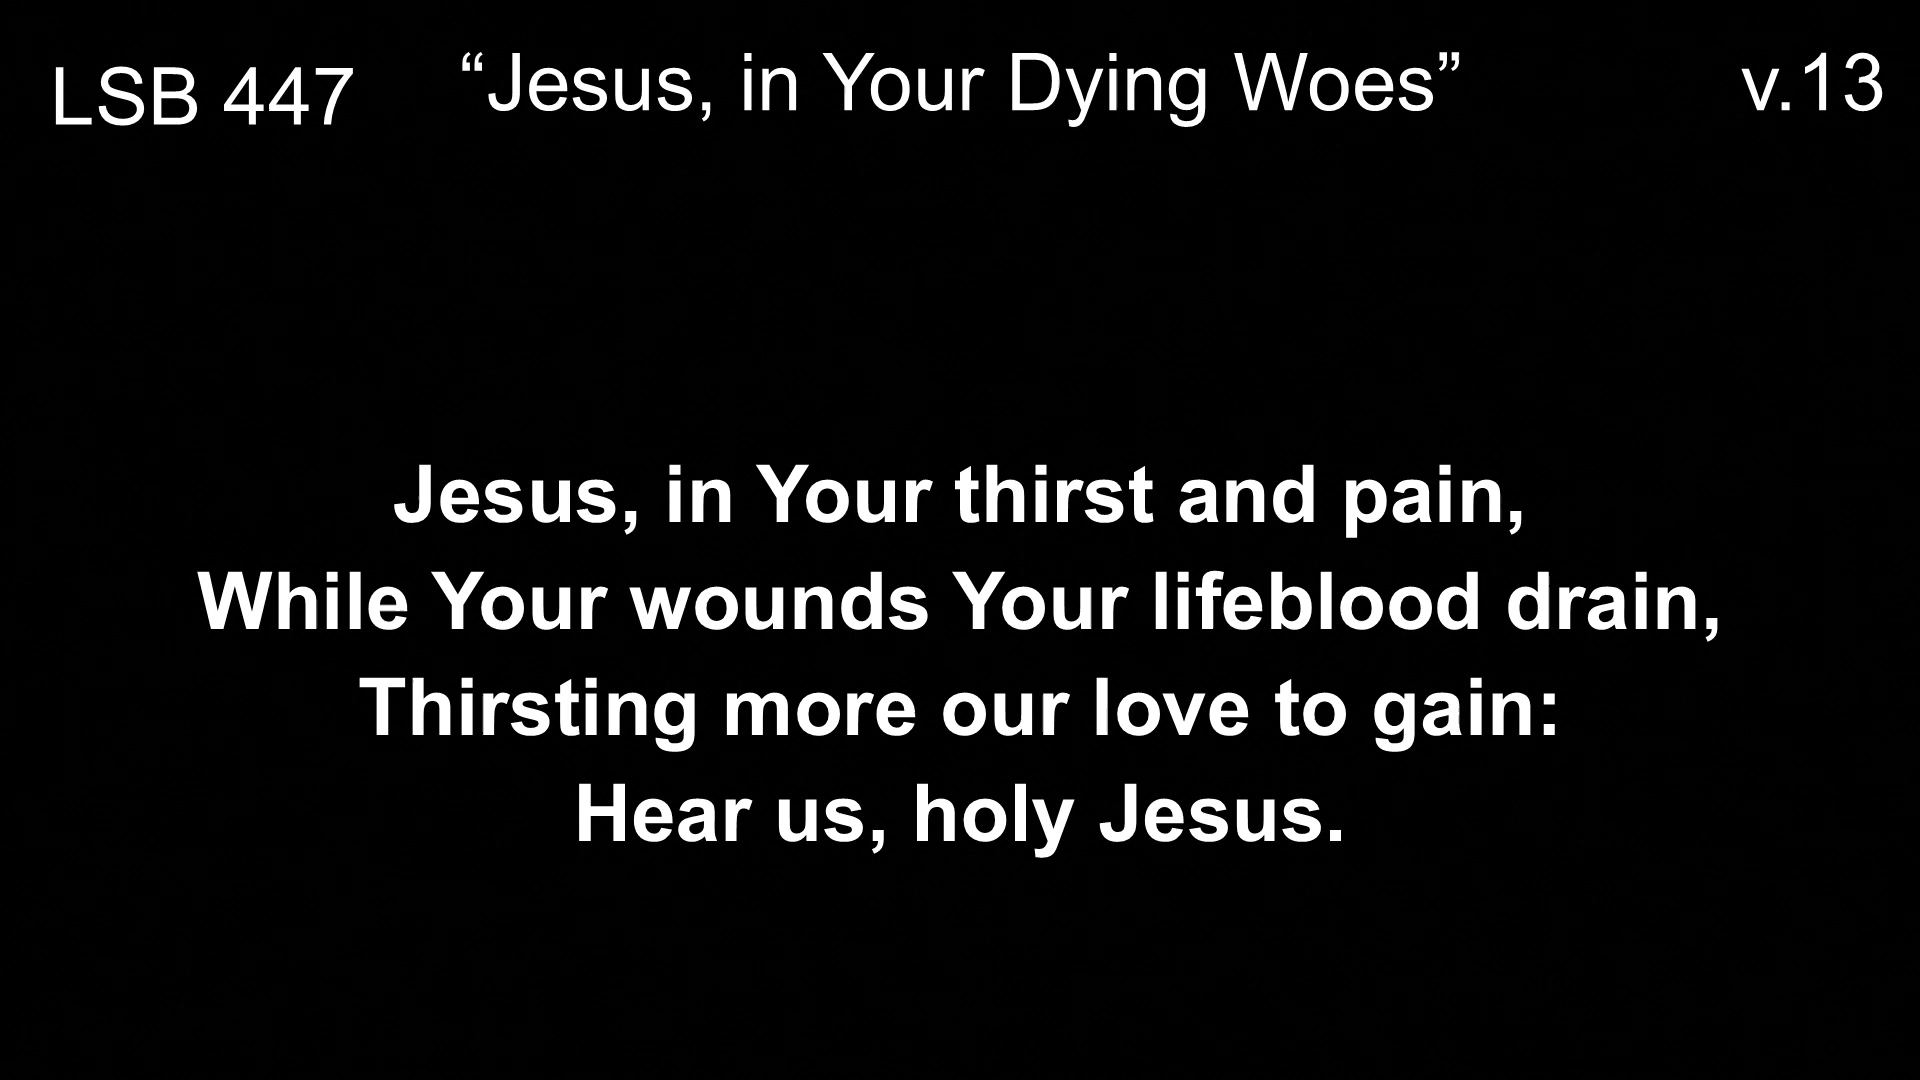 LSB 447 “Jesus, in Your Dying Woes” v.13
Jesus, in Your thirst and pain,
While Your wounds Your lifeblood drain,
Thirsting more our love to gain:
Hear us, holy Jesus.